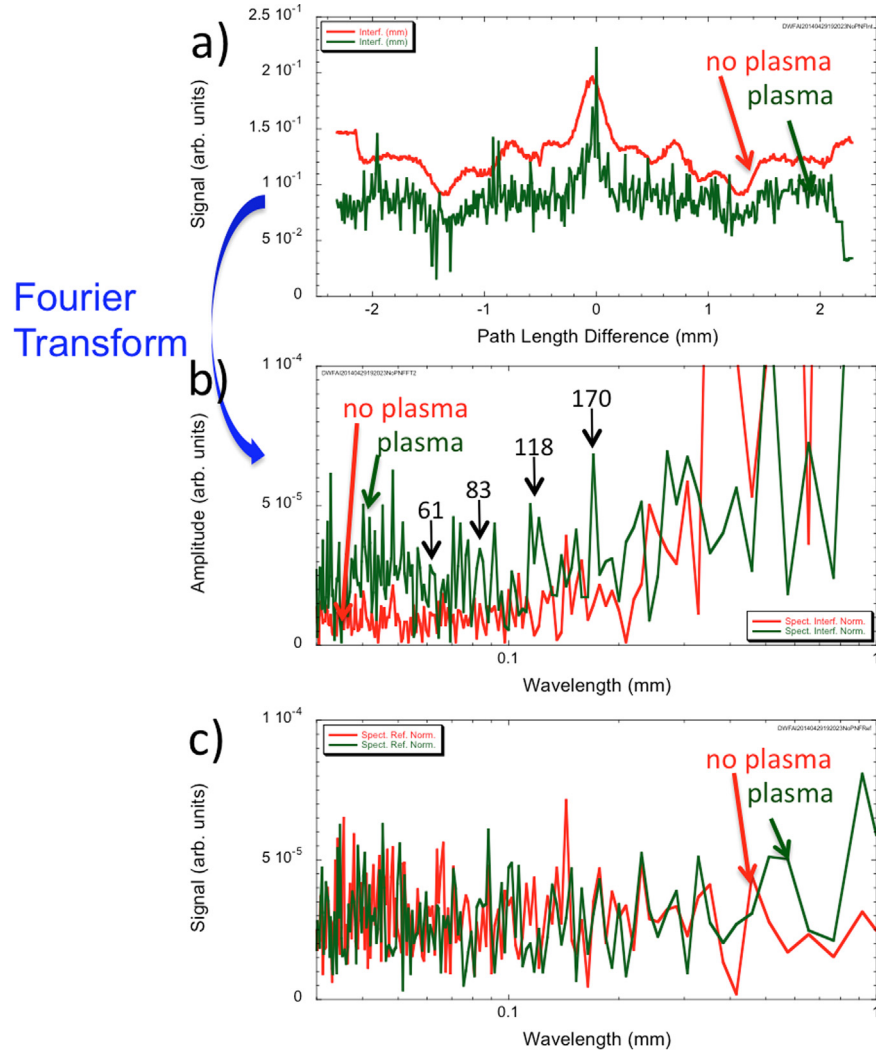 a)
2.5 10⁻¹
2 10⁻¹
1.5 10⁻¹
1 10⁻¹
5 10⁻²
0
Signal (arb. units)
Interf. (mm)
Interf. (mm)
no plasma
plasma
-2
-1
0
1
2
Path Length Difference (mm)
Fourier
Transform
b)
1 10⁻⁴
5 10⁻⁵
0
Amplitude (arb. units)
DWFAI20140429192023NoPNFFT2
no plasma
plasma
61
83
118
170
Spect. Interf. Norm.
Spect. Interf. Norm.
0.1
1
Wavelength (mm)
c)
1 10⁻⁴
5 10⁻⁵
0
Signal (arb. units)
Spect. Ref. Norm.
Spect. Ref. Norm.
DWFAI20140429192023NoPNFRef
no plasma
plasma
0.1
1
Wavelength (mm)